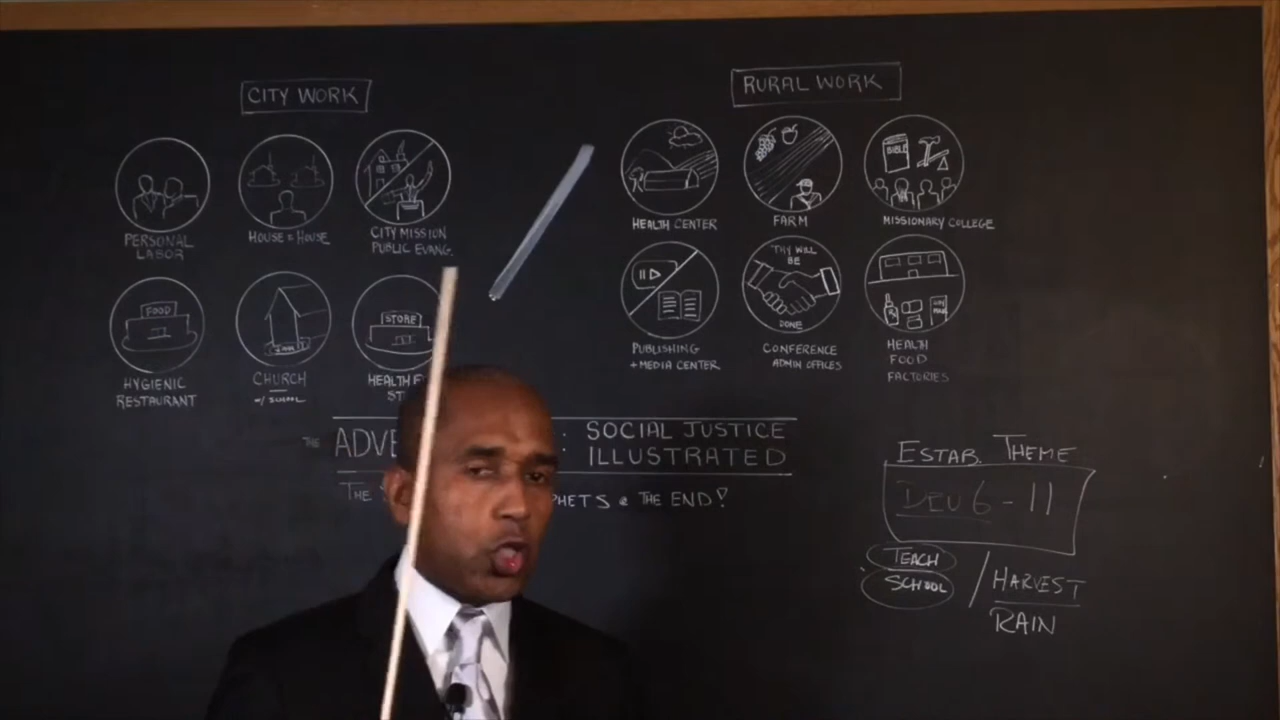 CITY WORK
PERSONAL
LABOR
HOUSE = HOUSE
CITY MISSION
PUBLIC EVANG.
FOOD
HYGIENIC
RESTAURANT
CHURCH
W/ SCHOOL
STORE
HEALTH
RURAL WORK
HEALTH CENTER
FARM
BIBLE
MISSIONARY COLLEGE
PUBLISHING
+ MEDIA CENTER
THY WILL
BE
DONE
CONFERENCE
ADMIN OFFICES
HEALTH
FOOD
FACTORIES
THE ADVE : SOCIAL JUSTICE
ILLUSTRATED
THE PHETS @ THE END!
ESTAB. THEME
DEU 6 - 11
TEACH
SCHOOL / HARVEST
RAIN